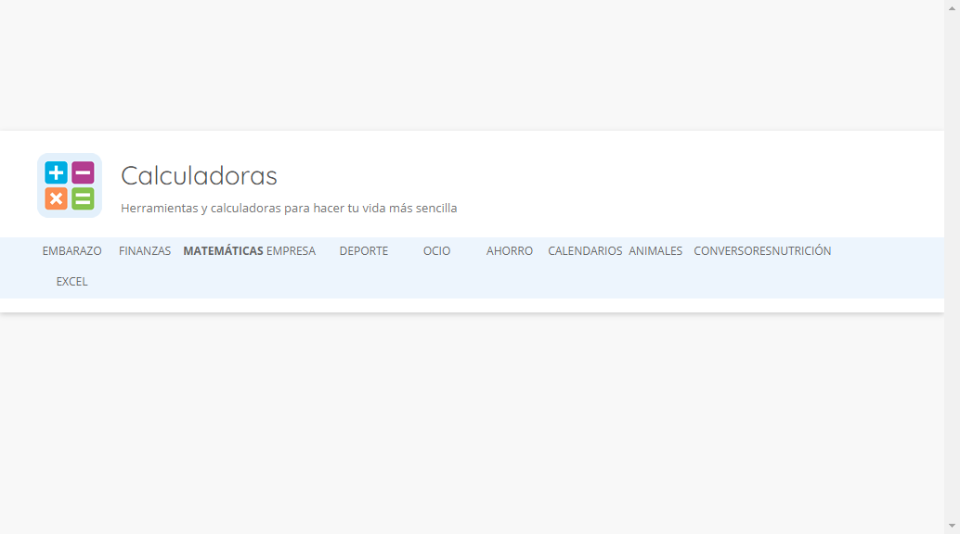 Calculadoras
Herramientas y calculadoras para hacer tu vida más sencilla
EMBARAZO FINANZAS MATEMÁTICAS EMPRESA DEPORTE OCIO AHORRO CALENDARIOS ANIMALES CONVERSORESNUTRICIÓN
EXCEL